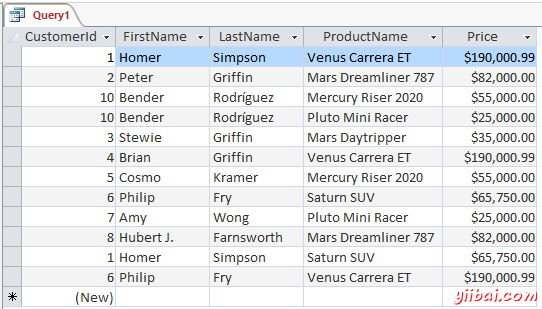 Query1
CustomerId FirstName LastName ProductName Price
1 Homer Simpson Venus Carrera ET $190,000.99
2 Peter Griffin Mars Dreamliner 787 $82,000.00
10 Bender Rodríguez Mercury Riser 2020 $55,000.00
10 Bender Rodríguez Pluto Mini Racer $25,000.00
3 Stewie Griffin Mars Daytripper $35,000.00
4 Brian Griffin Venus Carrera ET $190,000.99
5 Cosmo Kramer Mercury Riser 2020 $55,000.00
6 Philip Fry Saturn SUV $65,750.00
7 Amy Wong Pluto Mini Racer $25,000.00
8 Hubert J. Farnsworth Mars Dreamliner 787 $82,000.00
1 Homer Simpson Saturn SUV $65,750.00
6 Philip Fry Venus Carrera ET $190,000.99
(New)
yiibai.com